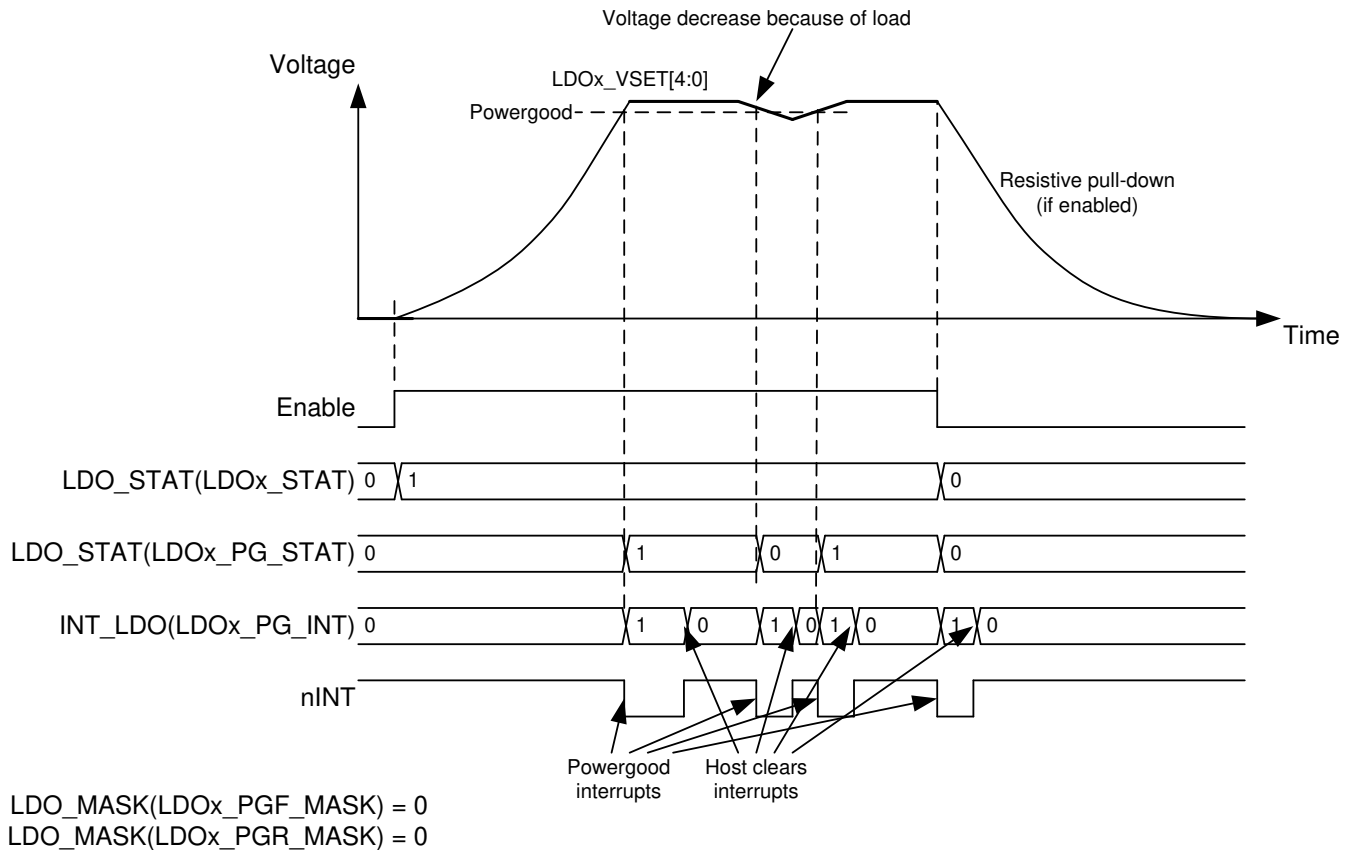 Voltage decrease because of load
Voltage
LDOx_VSET[4:0]
Powergood
Resistive pull-down
(if enabled)
Time
Enable
LDO_STAT(LDOx_STAT) 0 1 0
LDO_STAT(LDOx_PG_STAT) 0 1 0 1 0
INT_LDO(LDOx_PG_INT) 0 1 0 1 0 1 0 1 0
nINT
Powergood
interrupts
Host clears
interrupts
LDO_MASK(LDOx_PGF_MASK) = 0
LDO_MASK(LDOx_PGR_MASK) = 0